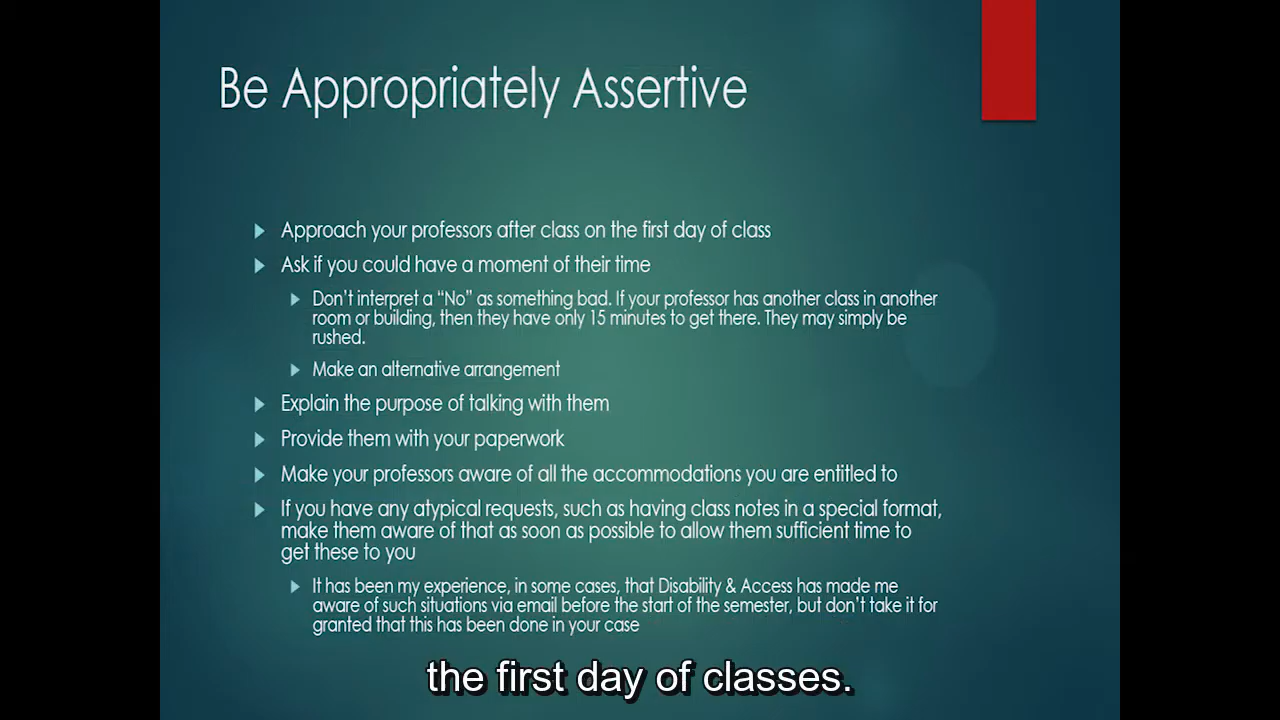 Be Appropriately Assertive
Approach your professors after class on the first day of class
Ask if you could have a moment of their time
Don't interpret a “No” as something bad. If your professor has another class in another
room or building, then they have only 15 minutes to get there. They may simply be
rushed.
Make an alternative arrangement
Explain the purpose of talking with them
Provide them with your paperwork
Make your professors aware of all the accommodations you are entitled to
If you have any atypical requests, such as having class notes in a special format,
make them aware of that as soon as possible to allow them sufficient time to
get these to you
It has been my experience, in some cases, that Disability & Access has made me
aware of such situations via email before the start of the semester, but don't take it for
granted that this has been done in your case
the first day of classes.